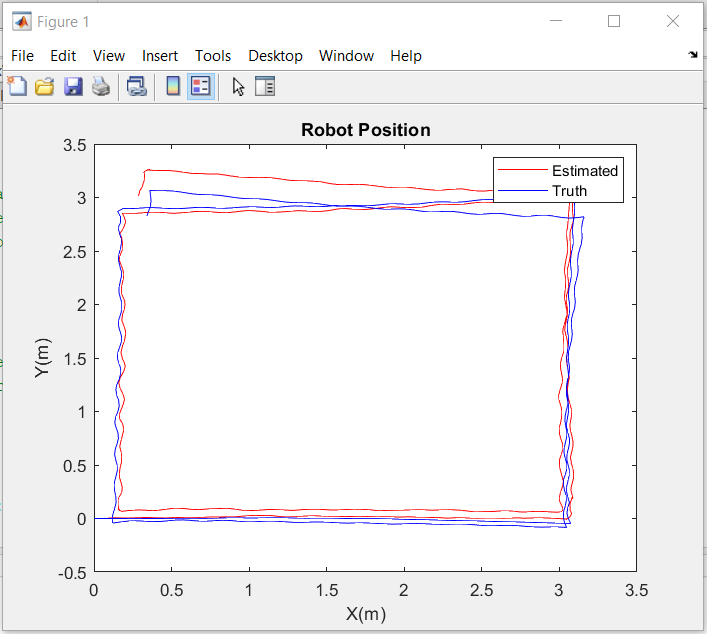 Figure 1
File Edit View Insert Tools Desktop Window Help
Robot Position
Estimated
Truth
3.5
3
2.5
2
1.5
1
0.5
0
-0.5
Y(m)
0 0.5 1 1.5 2 2.5 3 3.5
X(m)